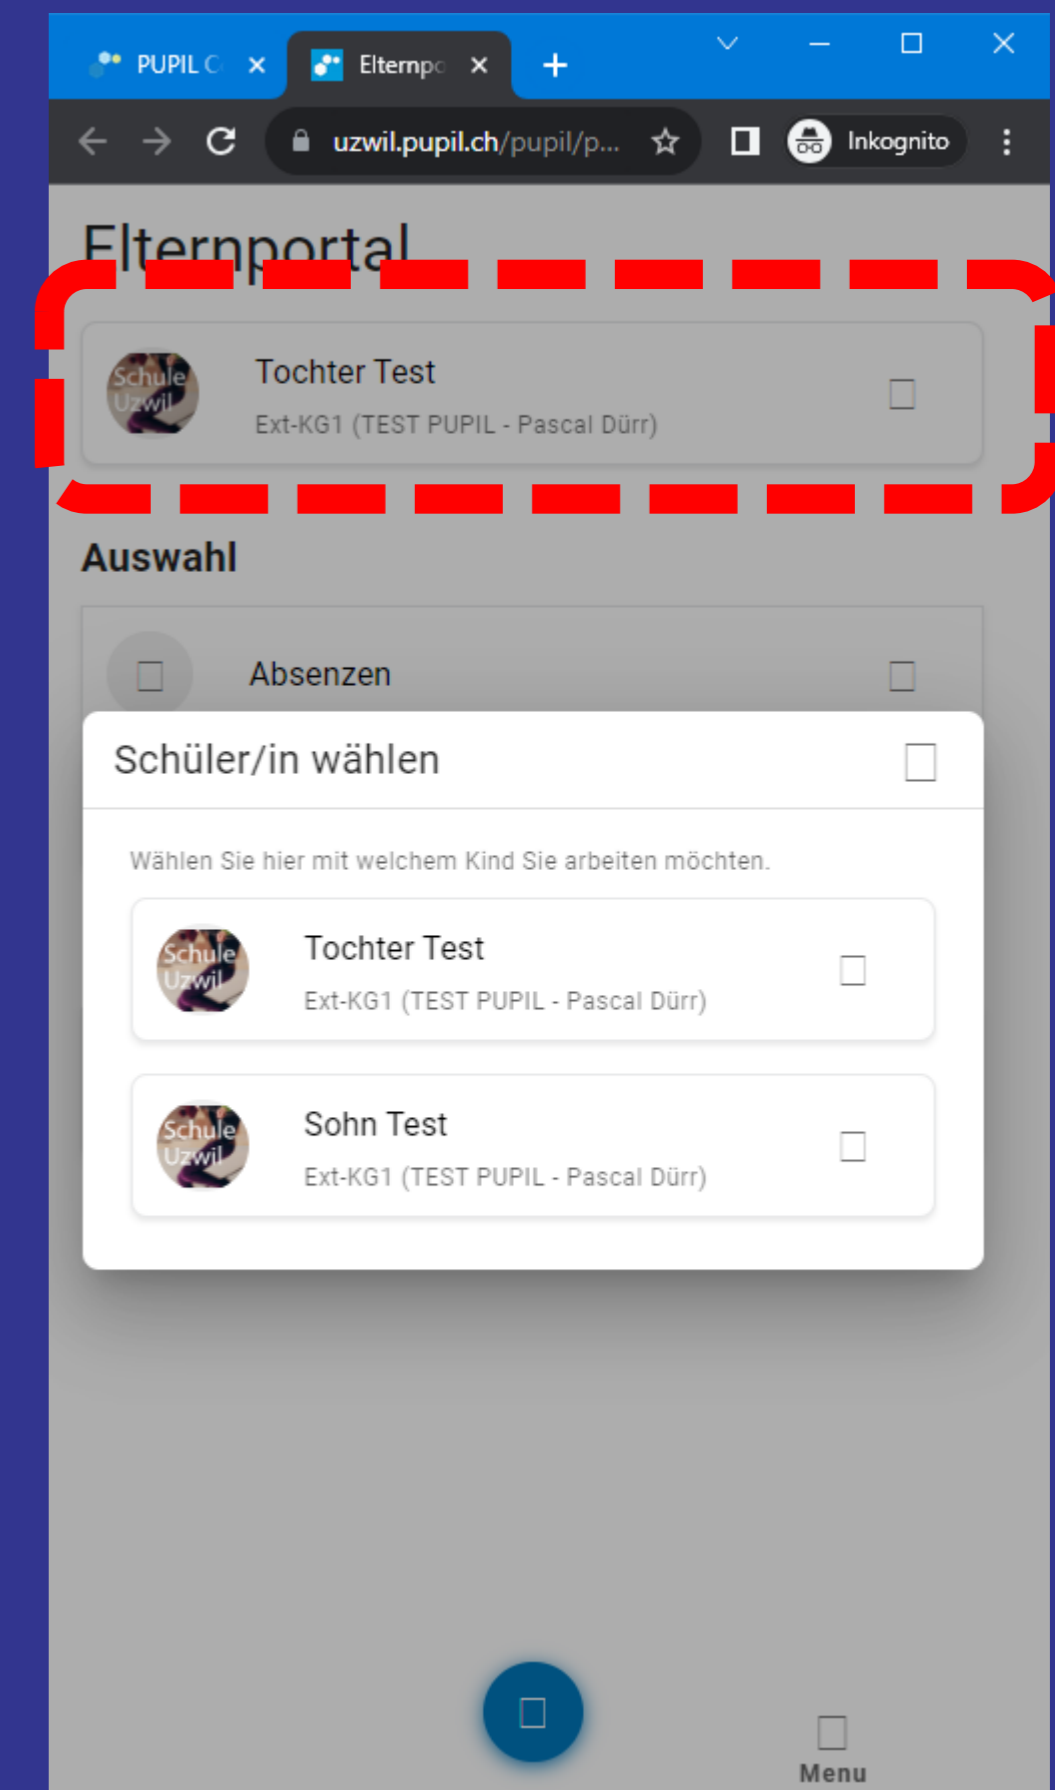 PUPIL C
Elternpo
uzwil.pupil.ch/pupil/p...
Inkognito
Elternportal
Schule
Uzwil
Tochter Test
Ext-KG1 (TEST PUPIL - Pascal Dürr)
Auswahl
Absenzen
Schüler/in wählen
Wählen Sie hier mit welchem Kind Sie arbeiten möchten.
Schule
Uzwil
Tochter Test
Ext-KG1 (TEST PUPIL - Pascal Dürr)
Schule
Uzwil
Sohn Test
Ext-KG1 (TEST PUPIL - Pascal Dürr)
Menu